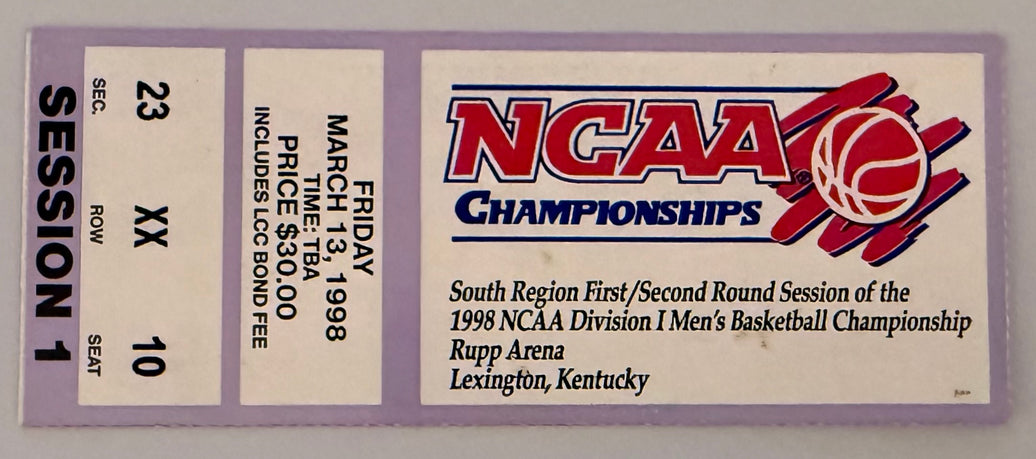 SESSION 1
SEC. ROW SEAT
23 XX 10
FRIDAY
MARCH 13, 1998
TIME: TBA
PRICE $30.00
INCLUDES LCC BOND FEE
NCAA®
CHAMPIONSHIPS
South Region First/Second Round Session of the
1998 NCAA Division I Men's Basketball Championship
Rupp Arena
Lexington, Kentucky